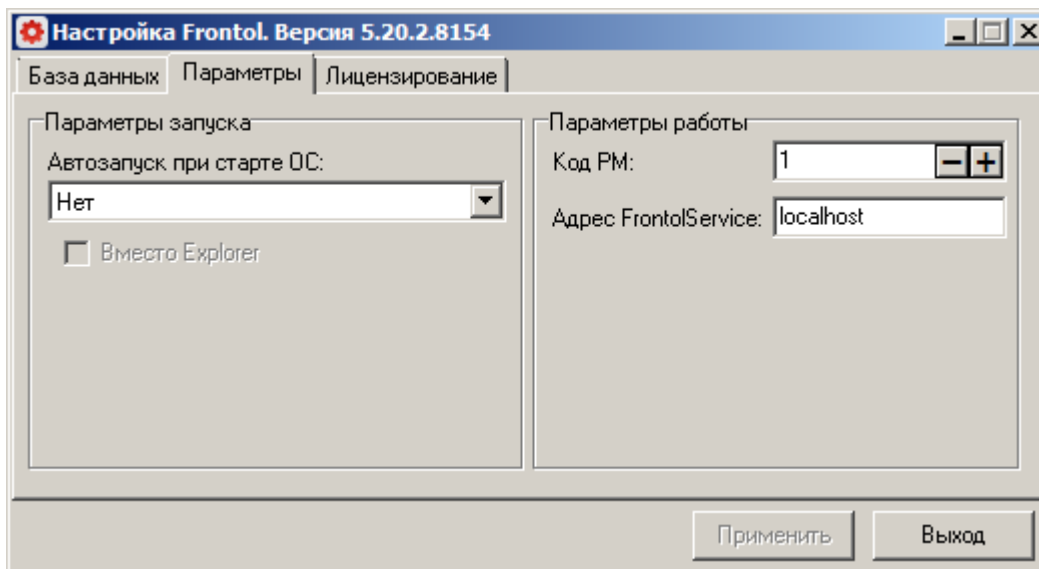 Настройка Frontol. Версия 5.20.2.8154
База данных Параметры Лицензирование
Параметры запуска
Автозапуск при старте ОС:
Нет
Вместо Explorer
Параметры работы
Код РМ: 1
Адрес FrontolService: localhost
Применить Выход